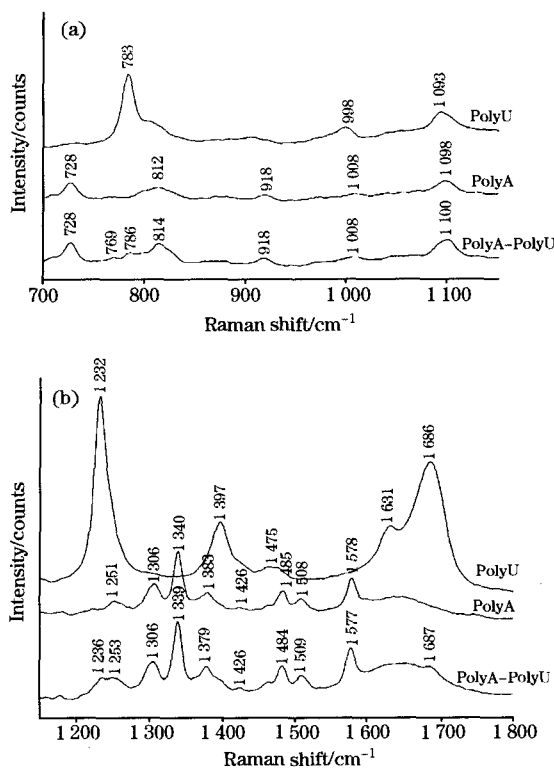 (a)
783
998
1 093
PolyU
728
812
918
1 008
1 098
PolyA
728
769
786
814
918
1 008
1 100
PolyA-PolyU
Intensity/counts
700 800 900 1 000 1 100
Raman shift/cm⁻¹
(b)
1 232
1 397
1 475
1 631
1 686
PolyU
1 251
1 306
1 340
1 383
1 426
1 485
1 508
1 578
PolyA
1 236
1 253
1 306
1 339
1 379
1 426
1 484
1 509
1 577
1 687
PolyA-PolyU
Intensity/counts
1 200 1 300 1 400 1 500 1 600 1 700 1 800
Raman shift/cm⁻¹